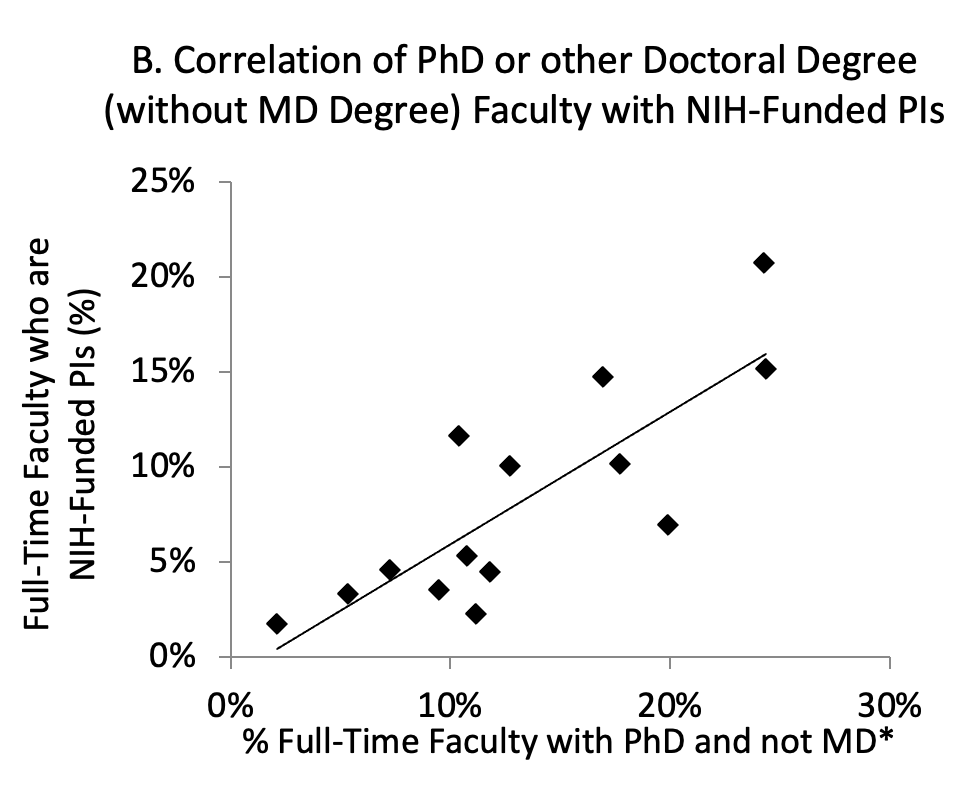 B. Correlation of PhD or other Doctoral Degree
(without MD Degree) Faculty with NIH-Funded PIs
Full-Time Faculty who are
NIH-Funded PIs (%)
25%
20%
15%
10%
5%
0%
0%
10%
20%
30%
% Full-Time Faculty with PhD and not MD*